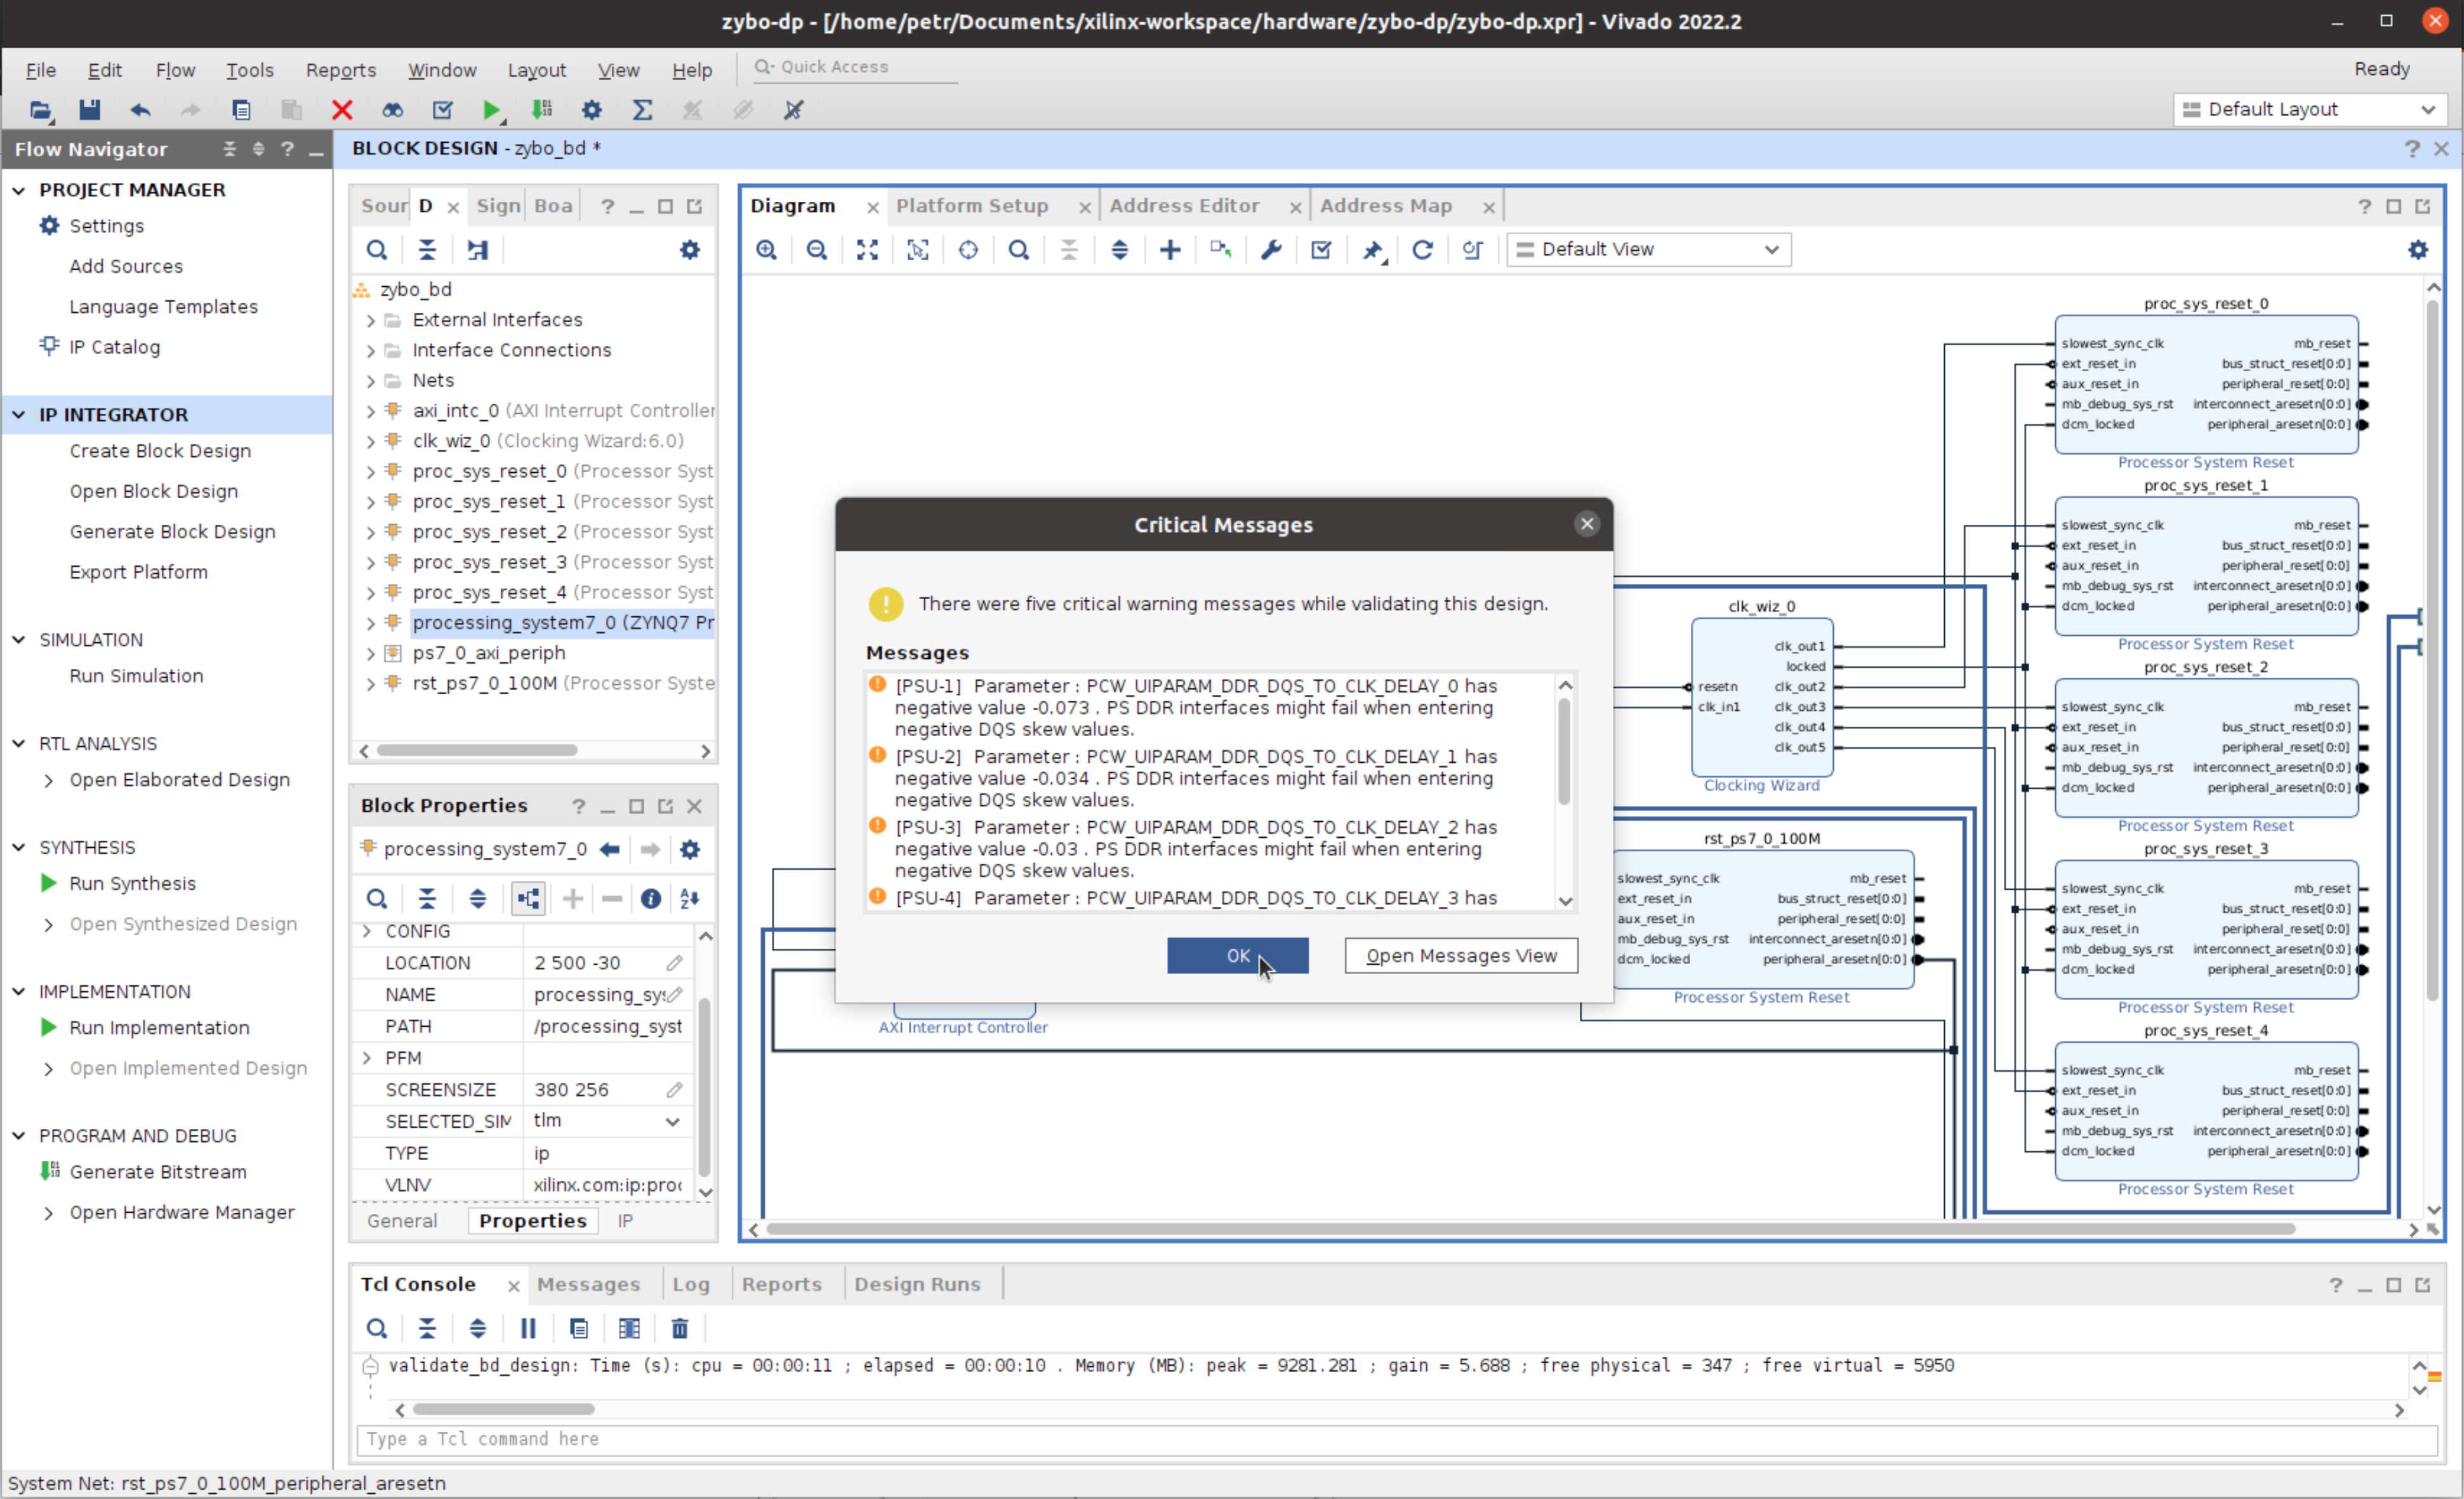 zybo-dp - [/home/petr/Documents/xilinx-workspace/hardware/zybo-dp/zybo-dp.xpr] - Vivado 2022.2
File Edit Flow Tools Reports Window Layout View Help Quick Access Ready
Default Layout
Flow Navigator
PROJECT MANAGER
Settings
Add Sources
Language Templates
IP Catalog
IP INTEGRATOR
Create Block Design
Open Block Design
Generate Block Design
Export Platform
SIMULATION
Run Simulation
RTL ANALYSIS
Open Elaborated Design
SYNTHESIS
Run Synthesis
Open Synthesized Design
IMPLEMENTATION
Run Implementation
Open Implemented Design
PROGRAM AND DEBUG
Generate Bitstream
Open Hardware Manager
BLOCK DESIGN - zybo_bd *
Sour D Sign Boa
zybo_bd
External Interfaces
Interface Connections
Nets
axi_intc_0 (AXI Interrupt Controller
clk_wiz_0 (Clocking Wizard:6.0)
proc_sys_reset_0 (Processor Syst
proc_sys_reset_1 (Processor Syst
proc_sys_reset_2 (Processor Syst
proc_sys_reset_3 (Processor Syst
proc_sys_reset_4 (Processor Syst
processing_system7_0 (ZYNQ7 Pr
ps7_0_axi_periph
rst_ps7_0_100M (Processor Syste
Block Properties
processing_system7_0
CONFIG
LOCATION 2 500 -30
NAME processing_sys
PATH /processing_syst
PFM
SCREENSIZE 380 256
SELECTED_SIM tlm
TYPE ip
VLNV xilinx.com:ip:proc
General Properties IP
Diagram Platform Setup Address Editor Address Map
Default View
proc_sys_reset_0
slowest_sync_clk mb_reset
ext_reset_in bus_struct_reset[0:0]
aux_reset_in peripheral_reset[0:0]
mb_debug_sys_rst interconnect_aresetn[0:0]
dcm_locked peripheral_aresetn[0:0]
Processor System Reset
proc_sys_reset_1
slowest_sync_clk mb_reset
ext_reset_in bus_struct_reset[0:0]
aux_reset_in peripheral_reset[0:0]
mb_debug_sys_rst interconnect_aresetn[0:0]
dcm_locked peripheral_aresetn[0:0]
Processor System Reset
proc_sys_reset_2
slowest_sync_clk mb_reset
ext_reset_in bus_struct_reset[0:0]
aux_reset_in peripheral_reset[0:0]
mb_debug_sys_rst interconnect_aresetn[0:0]
dcm_locked peripheral_aresetn[0:0]
Processor System Reset
proc_sys_reset_3
slowest_sync_clk mb_reset
ext_reset_in bus_struct_reset[0:0]
aux_reset_in peripheral_reset[0:0]
mb_debug_sys_rst interconnect_aresetn[0:0]
dcm_locked peripheral_aresetn[0:0]
Processor System Reset
proc_sys_reset_4
slowest_sync_clk mb_reset
ext_reset_in bus_struct_reset[0:0]
aux_reset_in peripheral_reset[0:0]
mb_debug_sys_rst interconnect_aresetn[0:0]
dcm_locked peripheral_aresetn[0:0]
Processor System Reset
clk_wiz_0
clk_out1
locked
resetn clk_out2
clk_in1 clk_out3
clk_out4
clk_out5
Clocking Wizard
rst_ps7_0_100M
slowest_sync_clk mb_reset
ext_reset_in bus_struct_reset[0:0]
aux_reset_in peripheral_reset[0:0]
mb_debug_sys_rst interconnect_aresetn[0:0]
dcm_locked peripheral_aresetn[0:0]
Processor System Reset
AXI Interrupt Controller
Critical Messages
There were five critical warning messages while validating this design.
Messages
[PSU-1] Parameter : PCW_UIPARAM_DDR_DQS_TO_CLK_DELAY_0 has
negative value -0.073 . PS DDR interfaces might fail when entering
negative DQS skew values.
[PSU-2] Parameter : PCW_UIPARAM_DDR_DQS_TO_CLK_DELAY_1 has
negative value -0.034 . PS DDR interfaces might fail when entering
negative DQS skew values.
[PSU-3] Parameter : PCW_UIPARAM_DDR_DQS_TO_CLK_DELAY_2 has
negative value -0.03 . PS DDR interfaces might fail when entering
negative DQS skew values.
[PSU-4] Parameter : PCW_UIPARAM_DDR_DQS_TO_CLK_DELAY_3 has
OK Open Messages View
Tcl Console Messages Log Reports Design Runs
validate_bd_design: Time (s): cpu = 00:00:11 ; elapsed = 00:00:10 . Memory (MB): peak = 9281.281 ; gain = 5.688 ; free physical = 347 ; free virtual = 5950
Type a Tcl command here
System Net: rst_ps7_0_100M_peripheral_aresetn